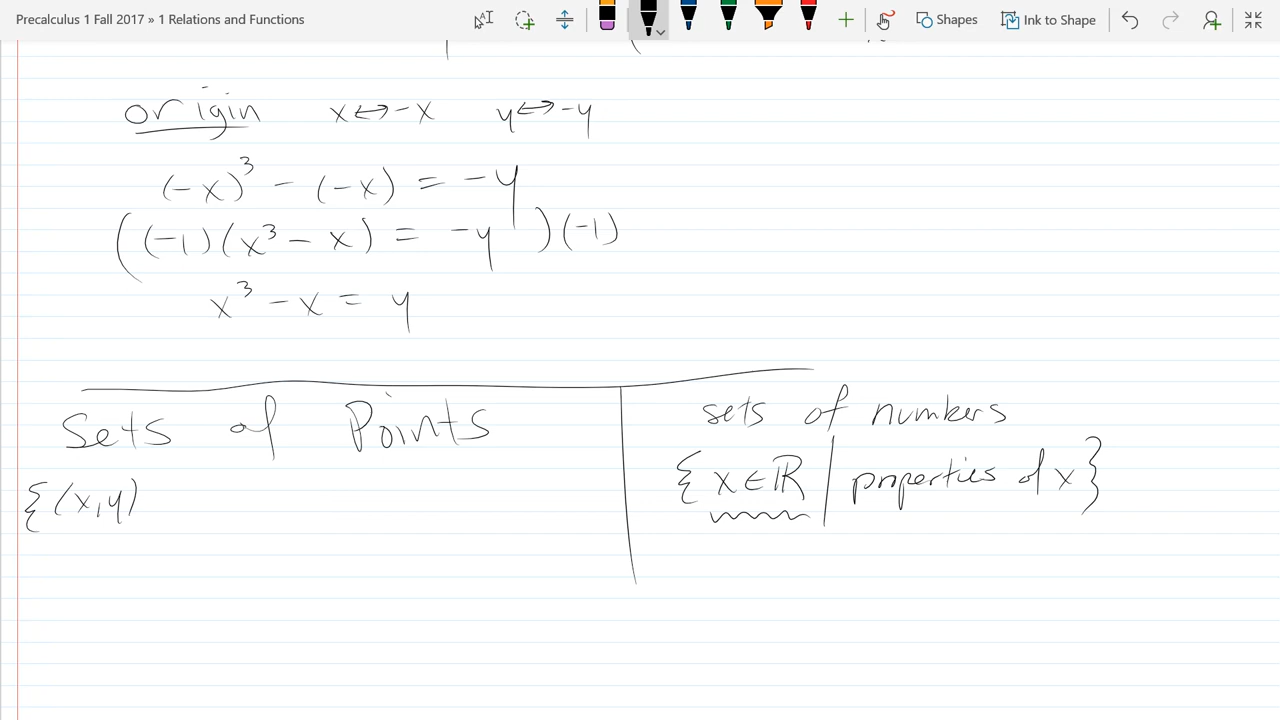 Precalculus 1 Fall 2017 » 1 Relations and Functions
Shapes
Ink to Shape
origin x↔-x y↔-y
(-x)³ - (-x) = -y
((-1)(x³ - x) = -y)(-1)
x³ - x = y
Sets of Points
{(x,y)
sets of numbers
{x∈ℝ | properties of x}